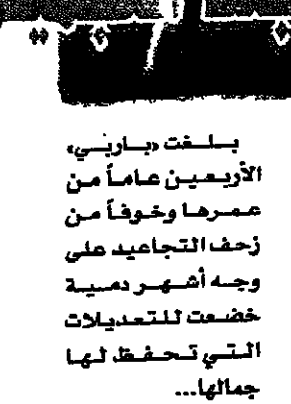 بلغت «باربي»
الأربعين عاماً من
عمرها وخوفاً من
زحف التجاعيد على
وجه أشهر دمية
خضعت للتعديلات
التي تحفظ لها
جمالها...